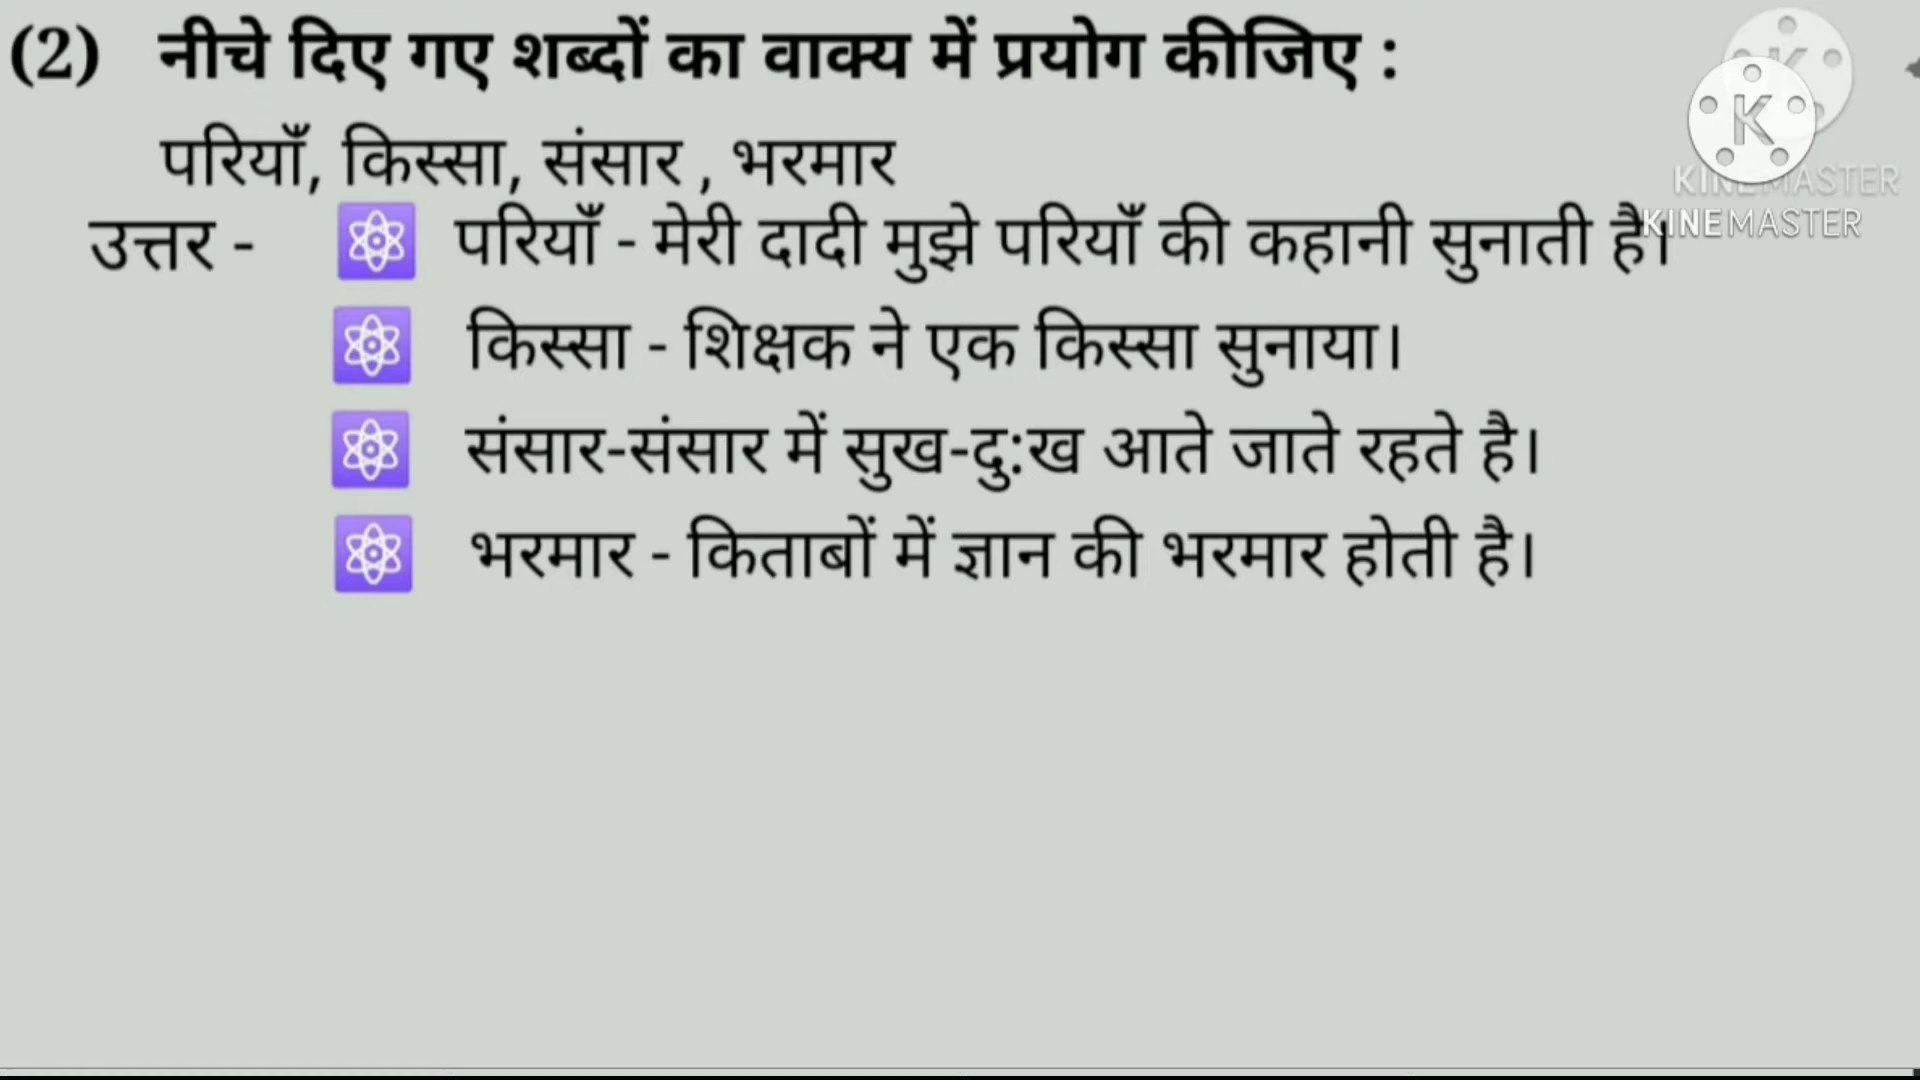 (2) नीचे दिए गए शब्दों का वाक्य में प्रयोग कीजिए :
परियाँ, किस्सा, संसार , भरमार
उत्तर - ⚛ परियाँ - मेरी दादी मुझे परियाँ की कहानी सुनाती है।
⚛ किस्सा - शिक्षक ने एक किस्सा सुनाया।
⚛ संसार-संसार में सुख-दु:ख आते जाते रहते है।
⚛ भरमार - किताबों में ज्ञान की भरमार होती है।
K
KINEMASTER
K
KINEMASTER